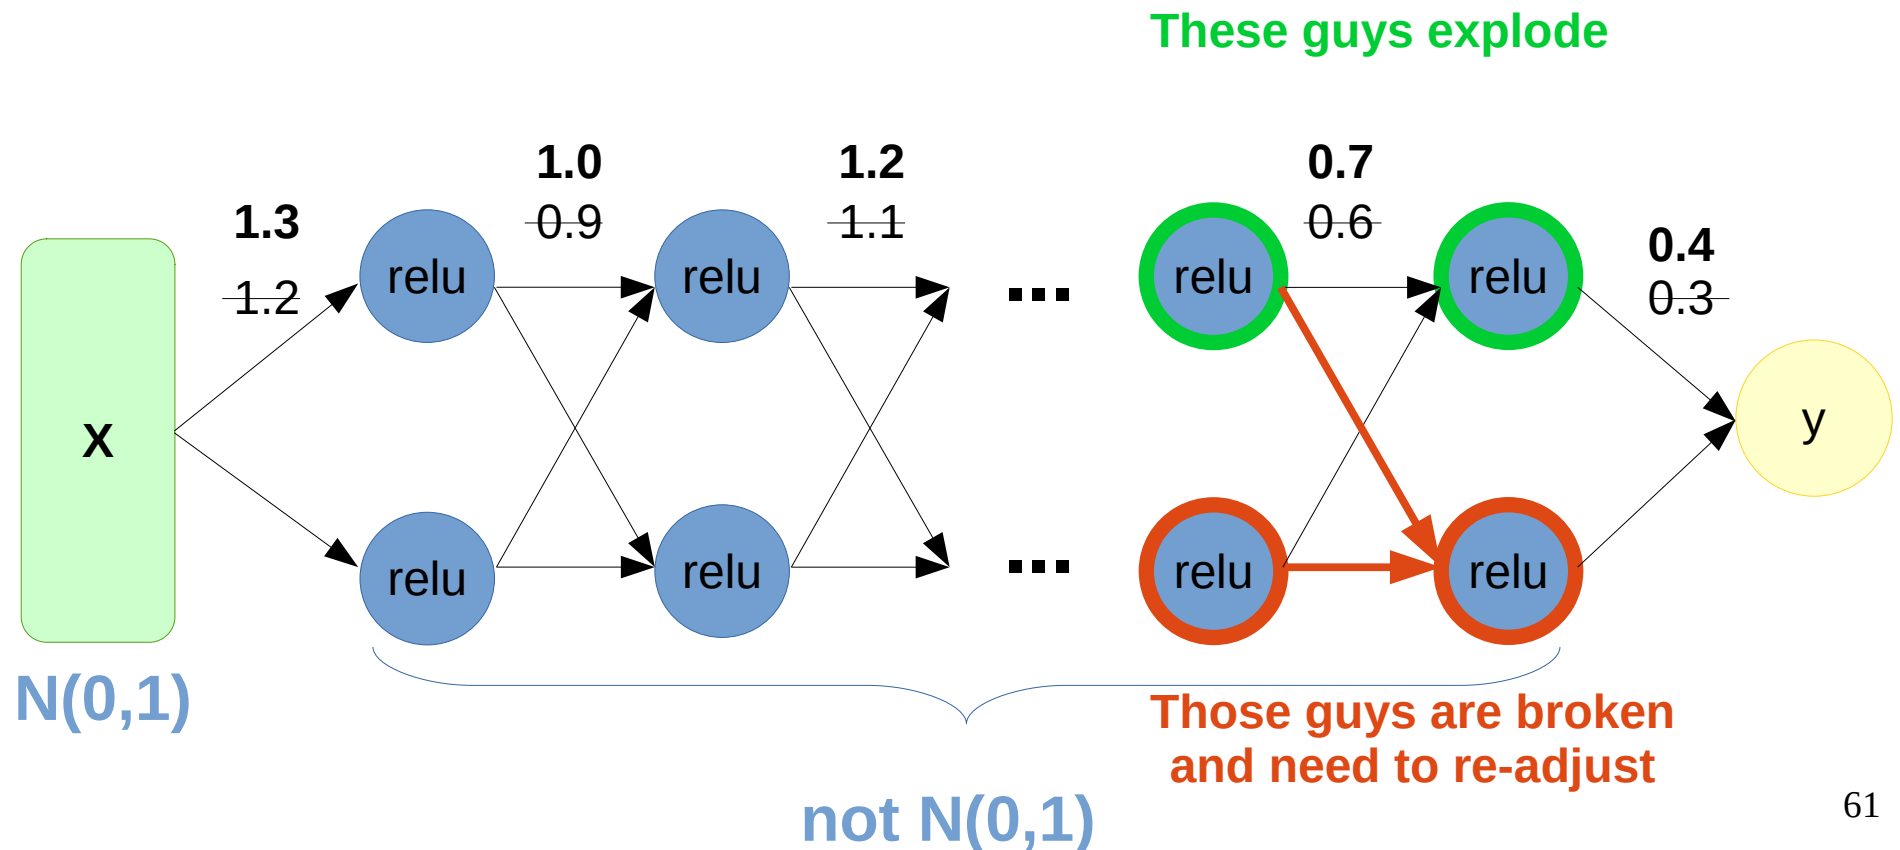 These guys explode
1.0
1.2
0.7
1.3
0.9
1.1
0.6
0.4
1.2
0.3
relu
relu
relu
relu
...
x
y
relu
relu
relu
relu
...
N(0,1)
Those guys are broken
and need to re-adjust
not N(0,1)
61